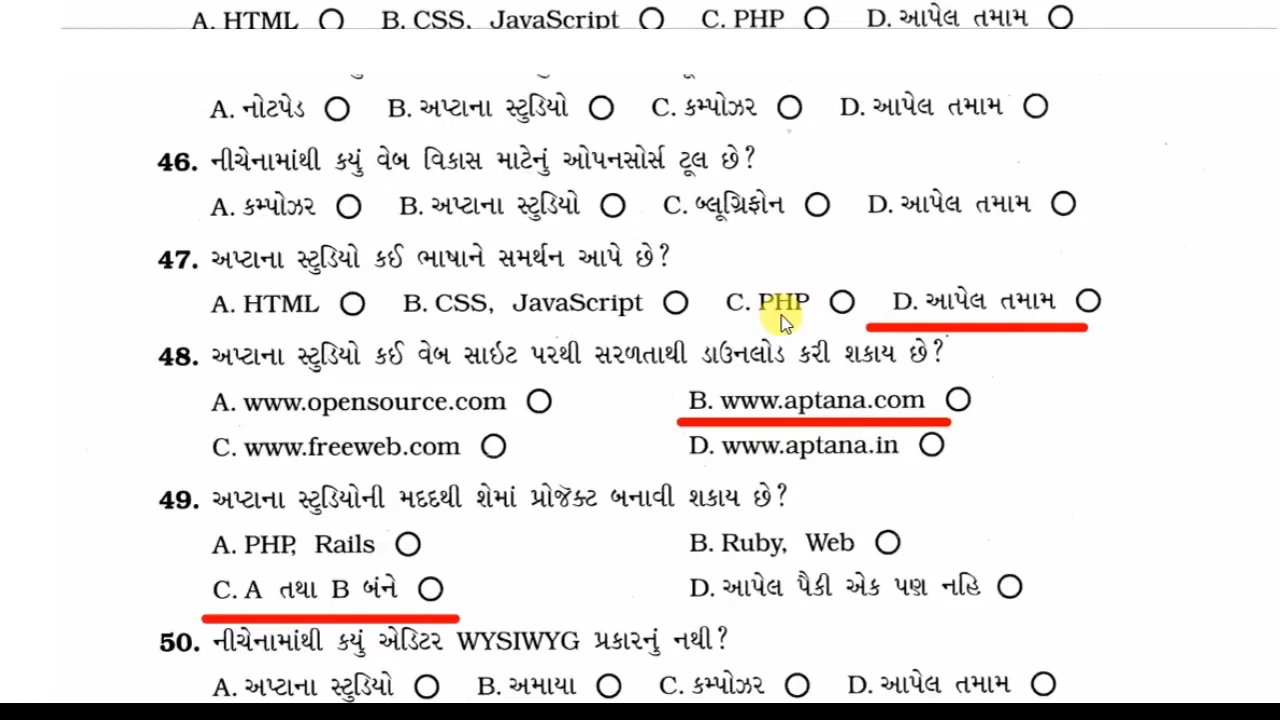 A. HTML B. CSS, JavaScript C. PHP D. આપેલ તમામ
A. નોટપેડ B. અપ્ટાના સ્ટુડિયો C. કમ્પોઝર D. આપેલ તમામ
46. નીચેનામાંથી કયું વેબ વિકાસ માટેનું ઓપનસોર્સ ટૂલ છે?
A. કમ્પોઝર B. અપ્ટાના સ્ટુડિયો C. બ્લૂગ્રિફોન D. આપેલ તમામ
47. અપ્ટાના સ્ટુડિયો કઈ ભાષાને સમર્થન આપે છે?
A. HTML B. CSS, JavaScript C. PHP D. આપેલ તમામ
48. અપ્ટાના સ્ટુડિયો કઈ વેબ સાઇટ પરથી સરળતાથી ડાઉનલોડ કરી શકાય છે?
A. www.opensource.com B. www.aptana.com
C. www.freeweb.com D. www.aptana.in
49. અપ્ટાના સ્ટુડિયોની મદદથી શેમાં પ્રોજૅક્ટ બનાવી શકાય છે?
A. PHP, Rails B. Ruby, Web
C. A તથા B બંને D. આપેલ પૈકી એક પણ નહિ
50. નીચેનામાંથી કયું એડિટર WYSIWYG પ્રકારનું નથી?
A. અપ્ટાના સ્ટુડિયો B. અમાયા C. કમ્પોઝર D. આપેલ તમામ